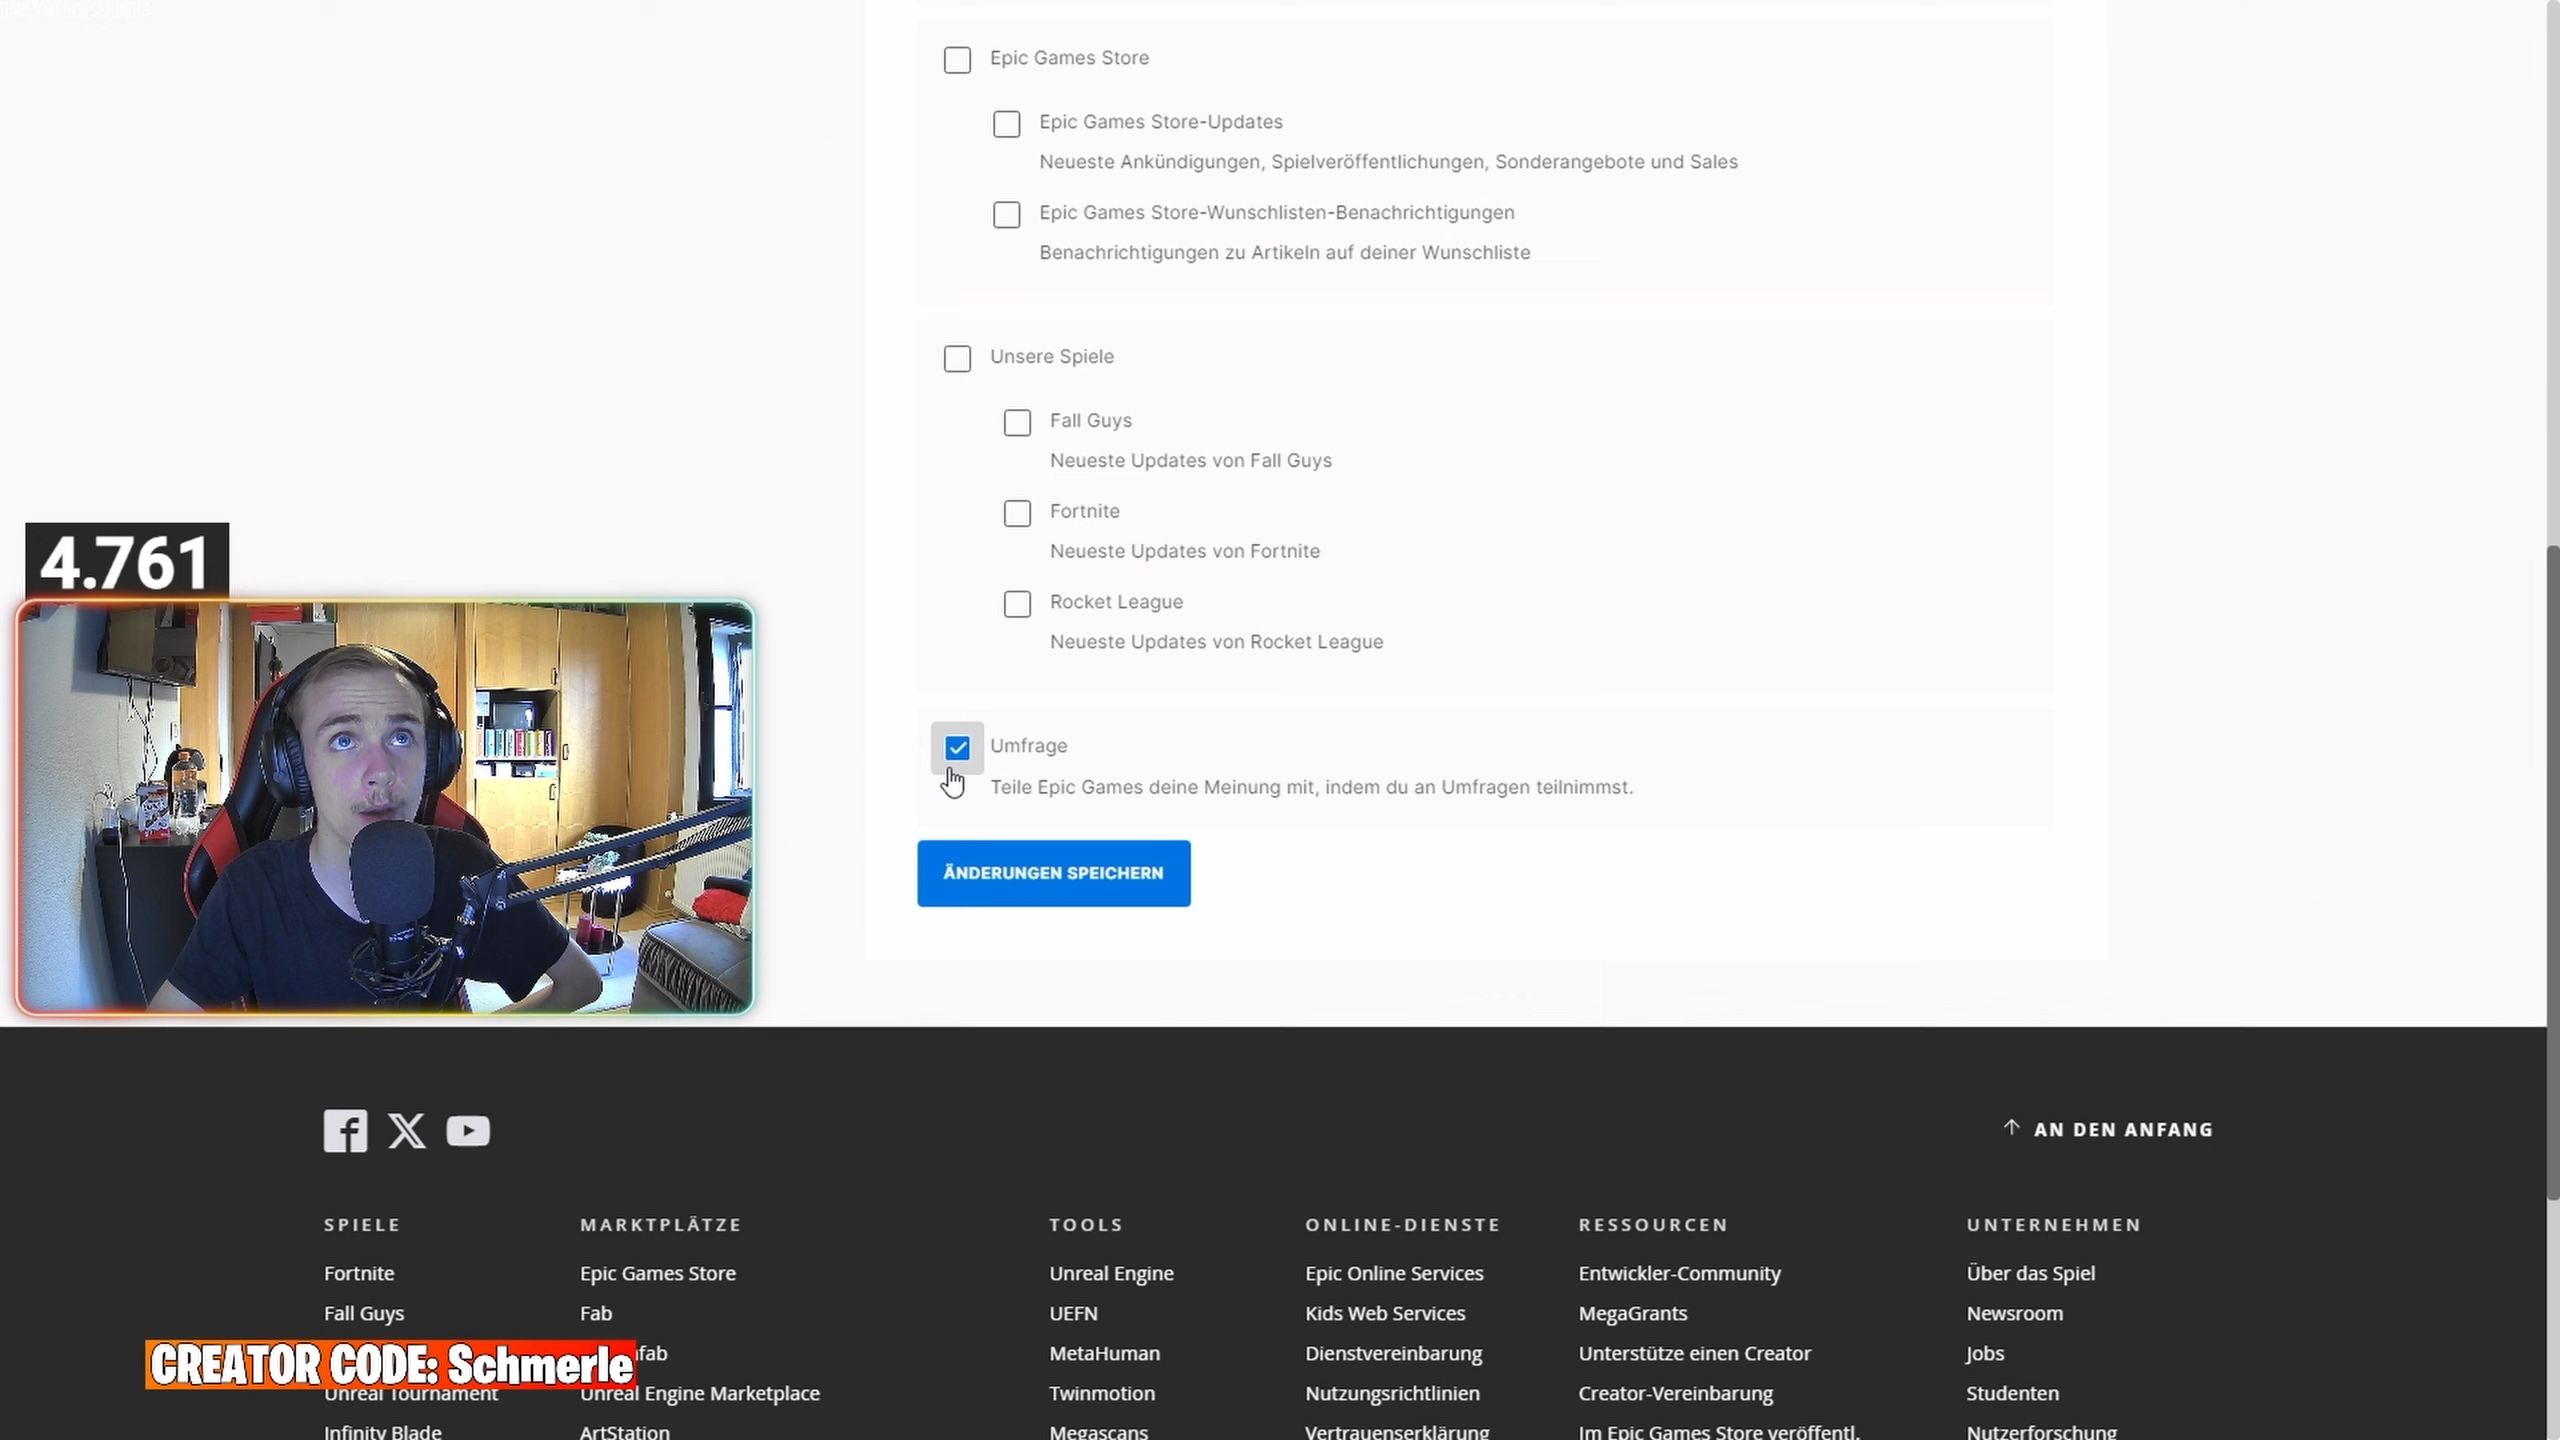 Epic Games Store
Epic Games Store-Updates
Neueste Ankündigungen, Spielveröffentlichungen, Sonderangebote und Sales
Epic Games Store-Wunschlisten-Benachrichtigungen
Benachrichtigungen zu Artikeln auf deiner Wunschliste
Unsere Spiele
Fall Guys
Neueste Updates von Fall Guys
Fortnite
Neueste Updates von Fortnite
Rocket League
Neueste Updates von Rocket League
4.761
Umfrage
Teile Epic Games deine Meinung mit, indem du an Umfragen teilnimmst.
ÄNDERUNGEN SPEICHERN
AN DEN ANFANG
SPIELE
Fortnite
Fall Guys
Unreal Tournament
Infinity Blade
MARKTPLÄTZE
Epic Games Store
Fab
Unreal Engine Marketplace
ArtStation
CREATOR CODE: Schmerle
TOOLS
Unreal Engine
UEFN
MetaHuman
Twinmotion
Megascans
ONLINE-DIENSTE
Epic Online Services
Kids Web Services
Dienstvereinbarung
Nutzungsrichtlinien
Vertrauenserklärung
RESSOURCEN
Entwickler-Community
MegaGrants
Unterstütze einen Creator
Creator-Vereinbarung
Im Epic Games Store veröffentl.
UNTERNEHMEN
Über das Spiel
Newsroom
Jobs
Studenten
Nutzerforschung